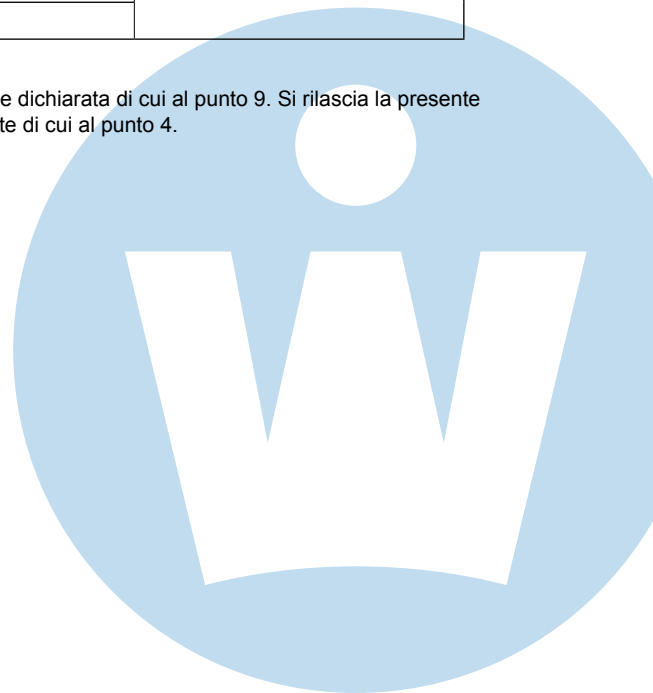 e dichiarata di cui al punto 9. Si rilascia la presente
te di cui al punto 4.